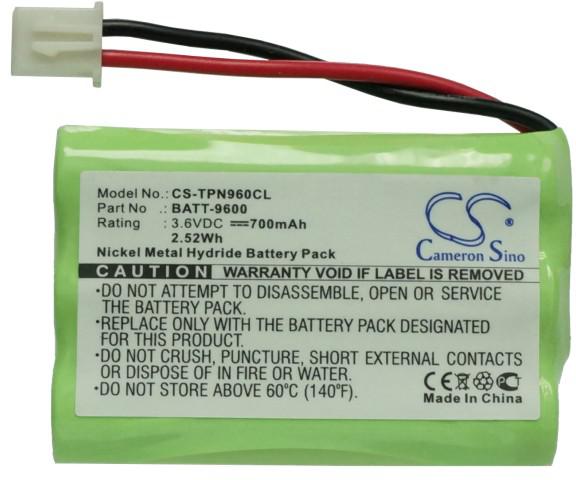 Model No.: CS-TPN960CL
Part No : BATT-9600
Rating : 3.6VDC ⎓700mAh
2.52Wh
Nickel Metal Hydride Battery Pack
CS
Cameron Sino
CAUTION WARRANTY VOID IF LABEL IS REMOVED
•DO NOT ATTEMPT TO DISASSEMBLE, OPEN OR SERVICE
THE BATTERY PACK.
•REPLACE ONLY WITH THE BATTERY PACK DESIGNATED
FOR THIS PRODUCT.
•DO NOT CRUSH, PUNCTURE, SHORT EXTERNAL CONTACTS
OR DISPOSE OF IN FIRE OR WATER.
•DO NOT STORE ABOVE 60℃ (140℉).
CE
Made In China